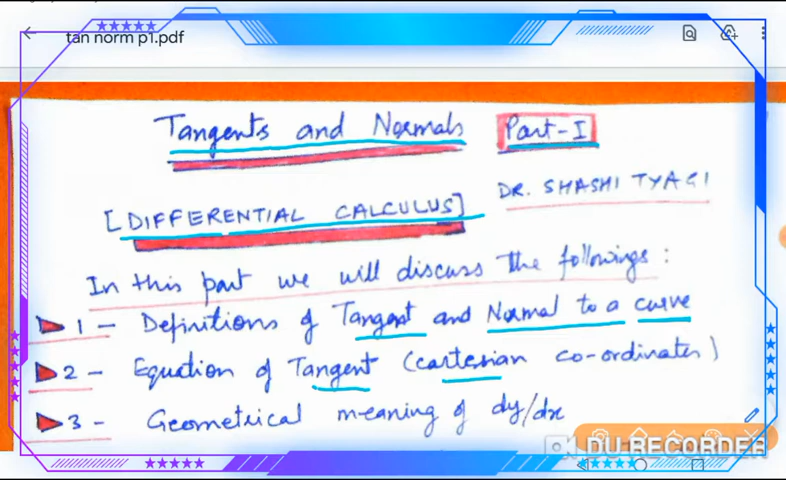 tan norm p1.pdf
Tangents and Normals Part-I
DR. SHASHI TYAGI
[DIFFERENTIAL CALCULUS]
In this part we will discuss the followings:
1- Definitions of Tangent and Normal to a curve
2- Equation of Tangent (cartesian co-ordinates)
3- Geometrical meaning of dy/dx
DU RECORDER